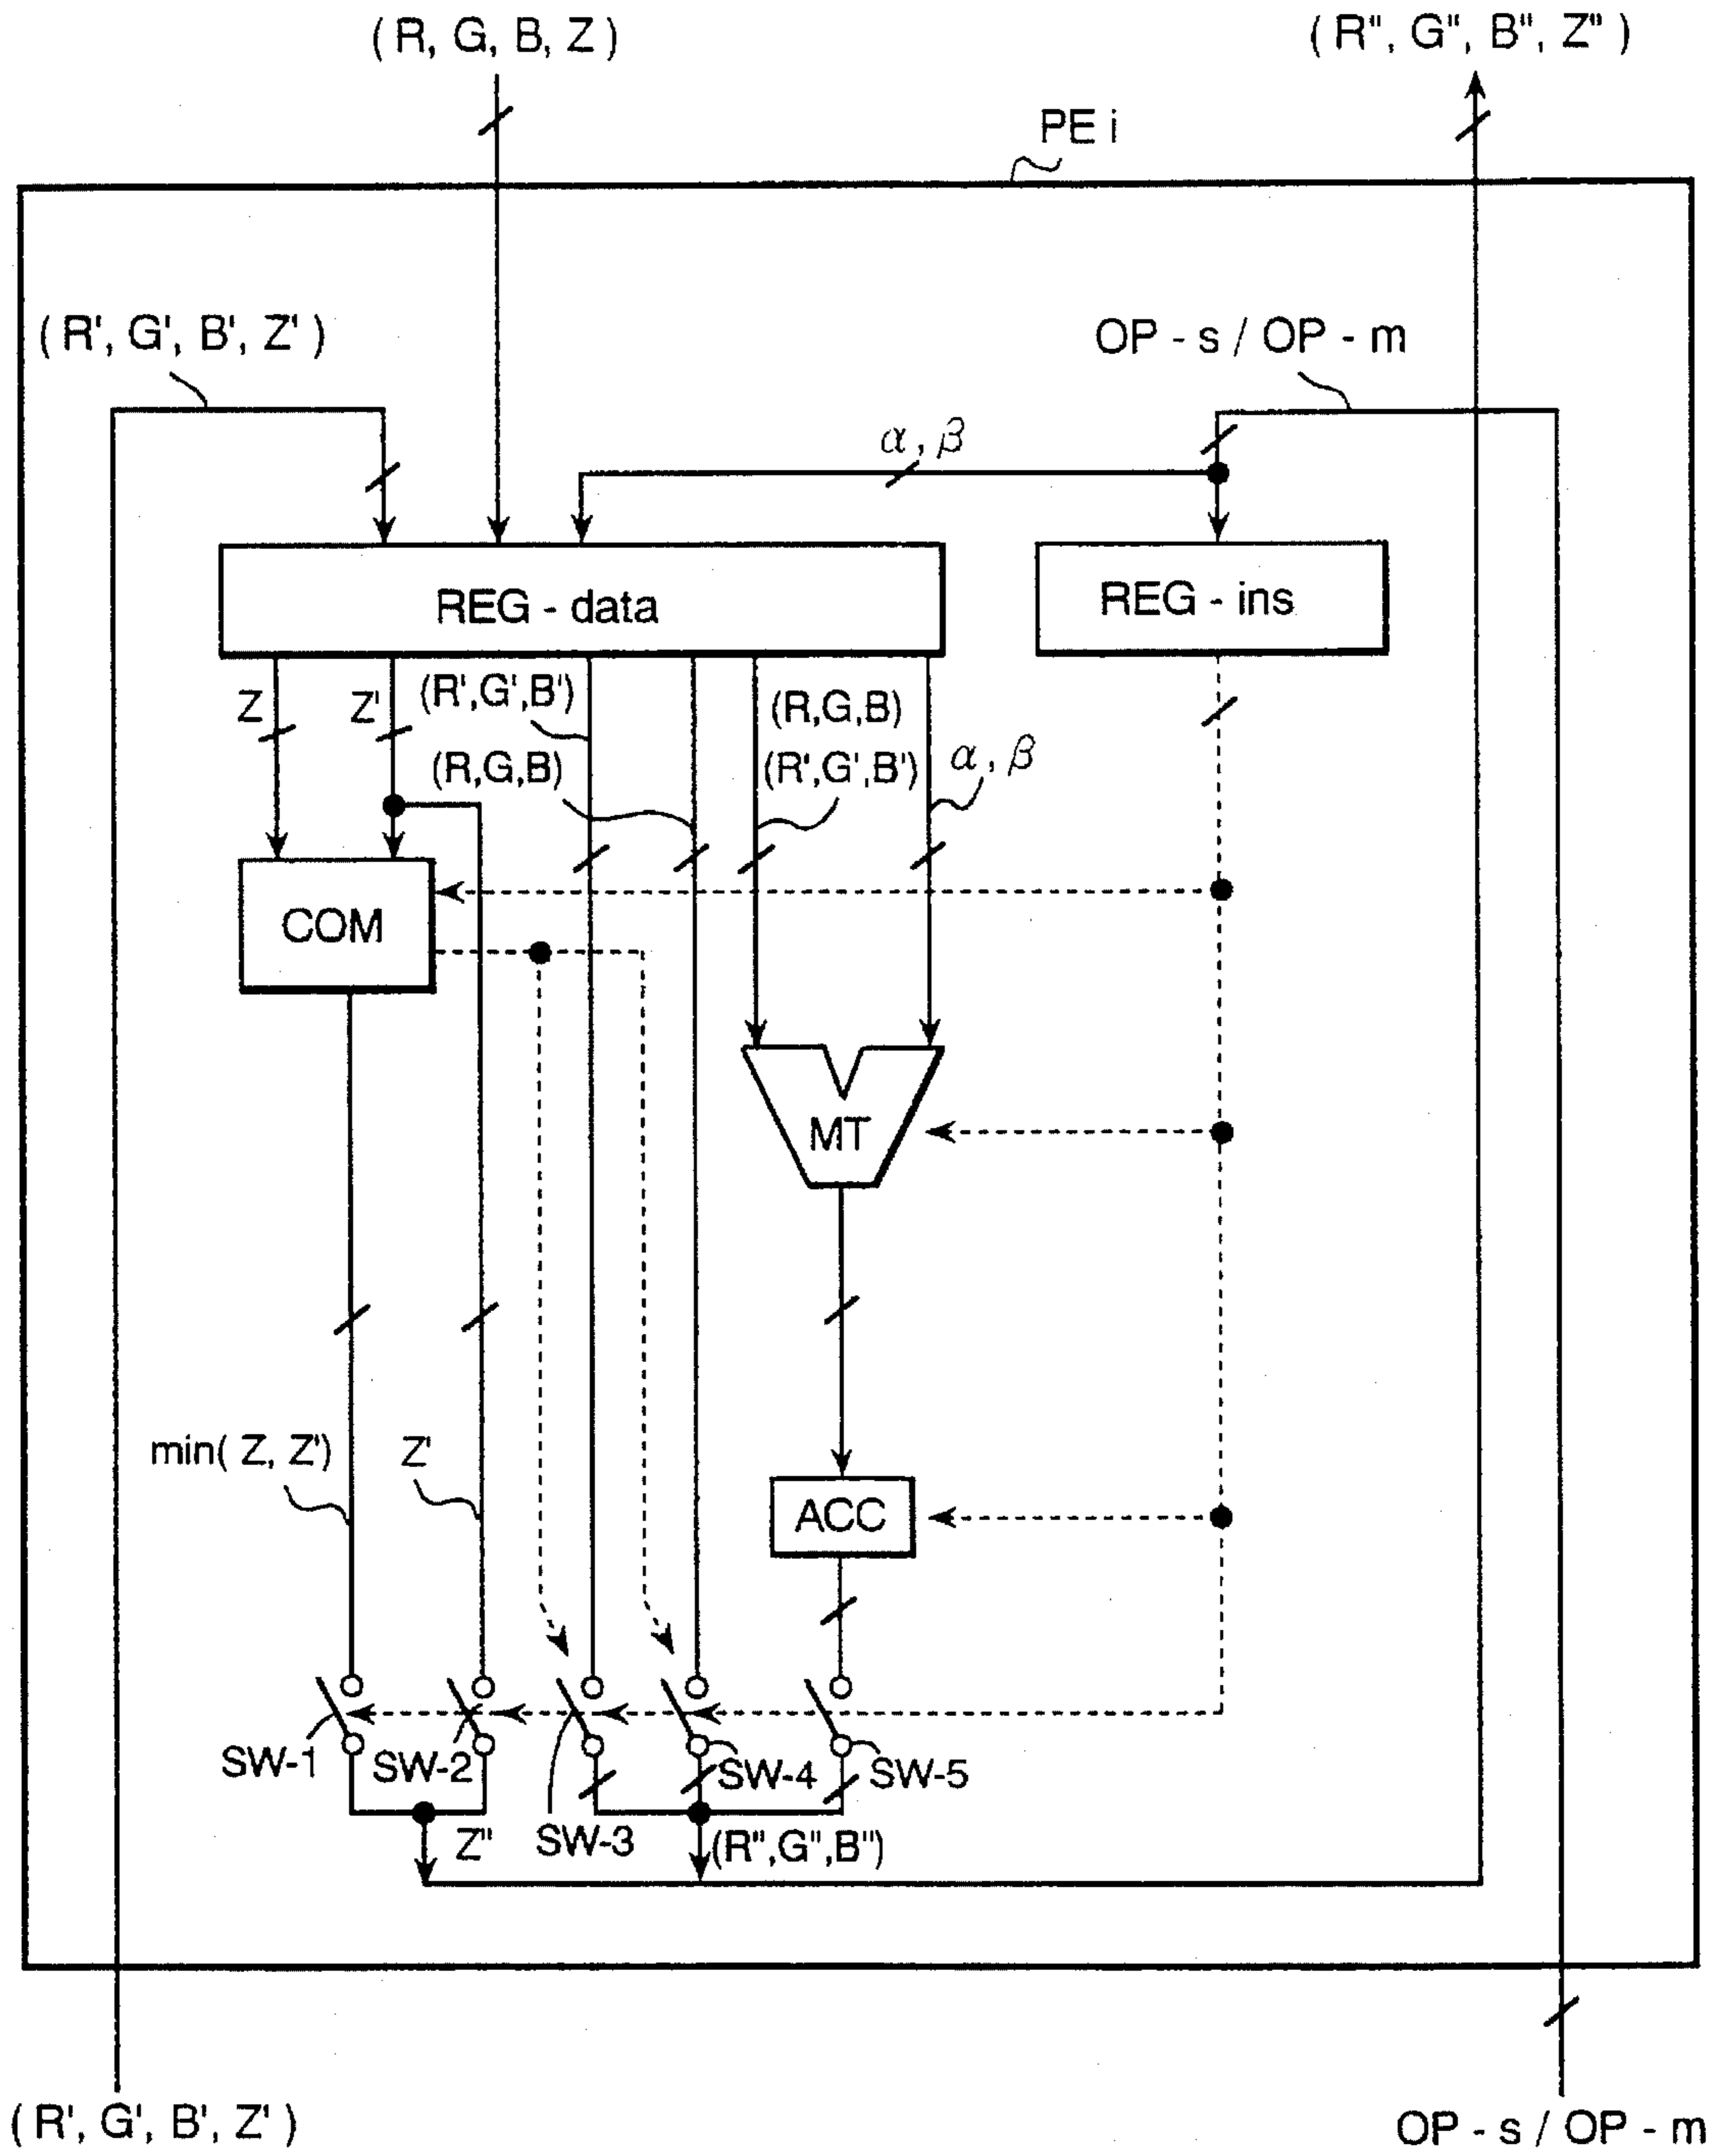 ( R, G, B, Z )
( R", G", B", Z" )
PE i
( R', G', B', Z' )
OP - s / OP - m
α, β
REG - data
REG - ins
Z
Z'
(R',G',B')
(R,G,B)
(R,G,B)
(R',G',B')
α, β
COM
MT
min( Z, Z')
Z'
ACC
SW-1
SW-2
SW-3
SW-4
SW-5
Z"
(R",G",B")
( R', G', B', Z' )
OP - s / OP - m